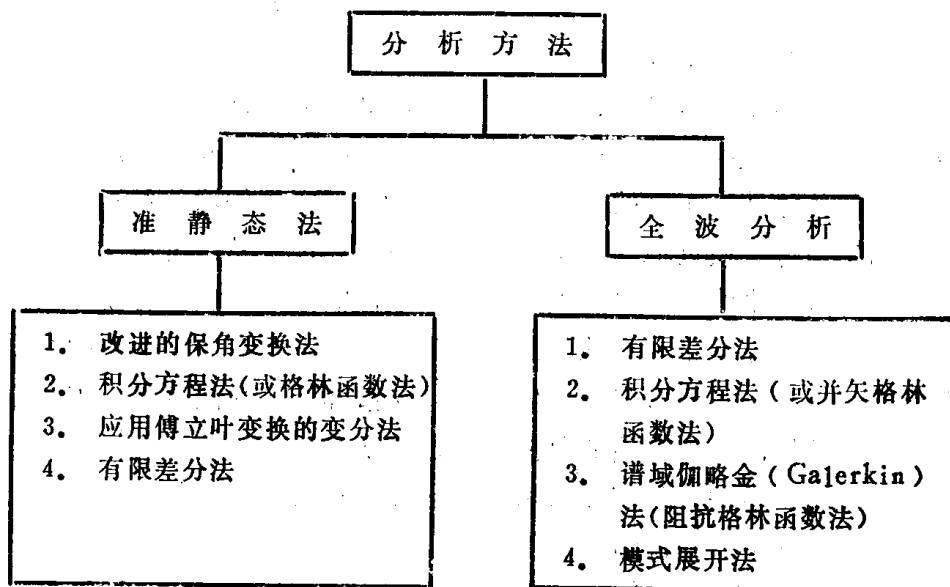 分析方法
准静态法
全波分析
1. 改进的保角变换法
2. 积分方程法(或格林函数法)
3. 应用傅立叶变换的变分法
4. 有限差分法
1. 有限差分法
2. 积分方程法(或并矢格林
函数法)
3. 谱域伽略金(Galerkin)
法(阻抗格林函数法)
4. 模式展开法